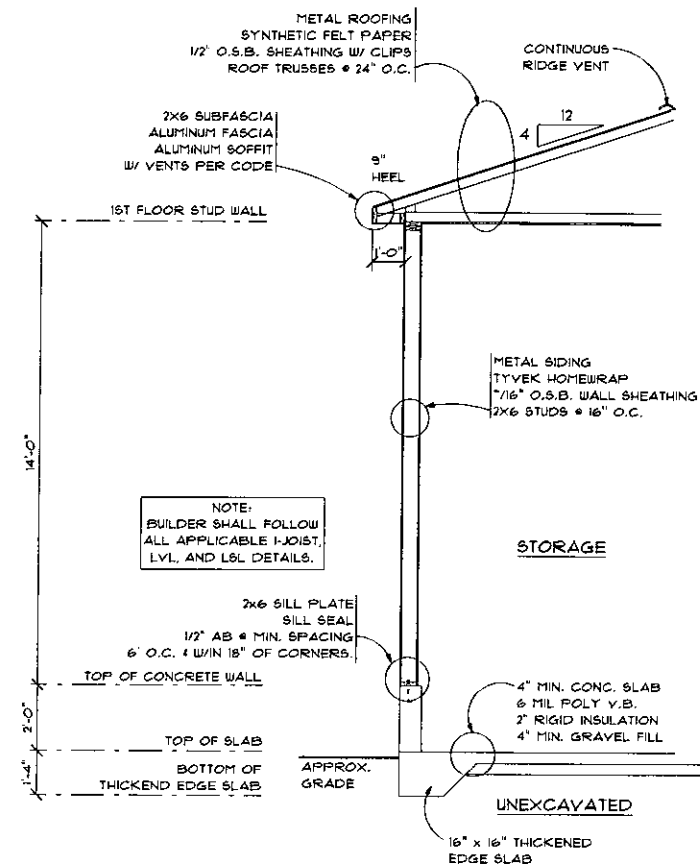 METAL ROOFING
SYNTHETIC FELT PAPER
1/2" O.S.B. SHEATHING W/ CLIPS
ROOF TRUSSES @ 24" O.C.
CONTINUOUS
RIDGE VENT
12
4
2X6 SUBFASCIA
ALUMINUM FASCIA
ALUMINUM SOFFIT
W/ VENTS PER CODE
9"
HEEL
1ST FLOOR STUD WALL
1'-0"
METAL SIDING
TYVEK HOMEWRAP
7/16" O.S.B. WALL SHEATHING
2X6 STUDS @ 16" O.C.
14'-0"
NOTE:
BUILDER SHALL FOLLOW
ALL APPLICABLE I-JOIST,
LVL, AND LSL DETAILS.
STORAGE
2X6 SILL PLATE
SILL SEAL
1/2" AB @ MIN. SPACING
6' O.C. & W/IN 18" OF CORNERS.
TOP OF CONCRETE WALL
2'-0"
4" MIN. CONC. SLAB
6 MIL POLY V.B.
2" RIGID INSULATION
4" MIN. GRAVEL FILL
TOP OF SLAB
1'-4"
BOTTOM OF
THICKEND EDGE SLAB
APPROX.
GRADE
UNEXCAVATED
16" x 16" THICKENED
EDGE SLAB